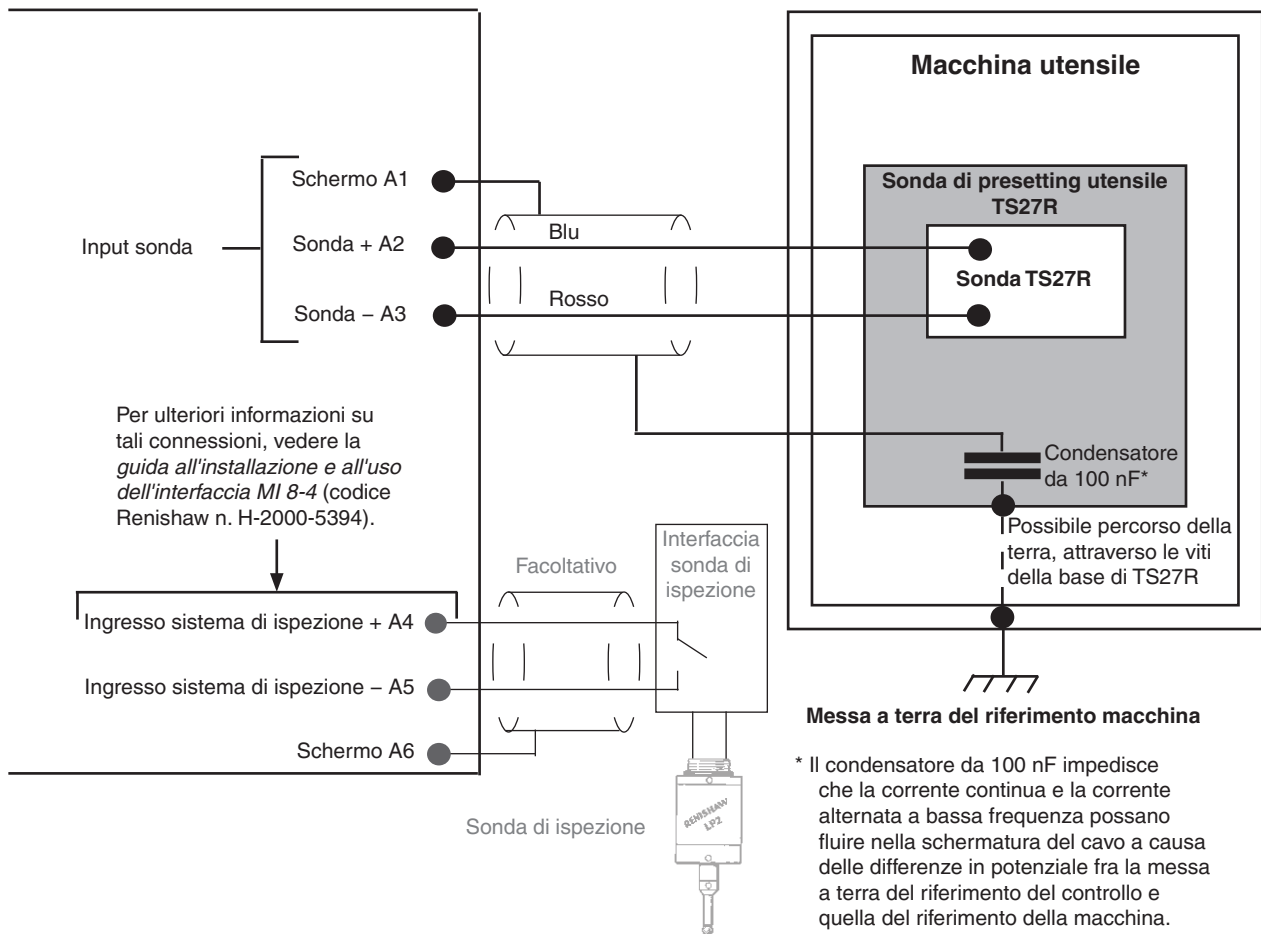 Macchina utensile
Sonda di presetting utensile
TS27R
Sonda TS27R
Schermo A1
Input sonda
Sonda + A2
Sonda – A3
Blu
Rosso
Condensatore
da 100 nF*
Possibile percorso della
terra, attraverso le viti
della base di TS27R
Per ulteriori informazioni su
tali connessioni, vedere la
guida all'installazione e all'uso
dell'interfaccia MI 8-4 (codice
Renishaw n. H-2000-5394).
Facoltativo
Interfaccia
sonda di
ispezione
Ingresso sistema di ispezione + A4
Ingresso sistema di ispezione – A5
Schermo A6
Sonda di ispezione
RENISHAW
LP2
Messa a terra del riferimento macchina
* Il condensatore da 100 nF impedisce
che la corrente continua e la corrente
alternata a bassa frequenza possano
fluire nella schermatura del cavo a causa
delle differenze in potenziale fra la messa
a terra del riferimento del controllo e
quella del riferimento della macchina.